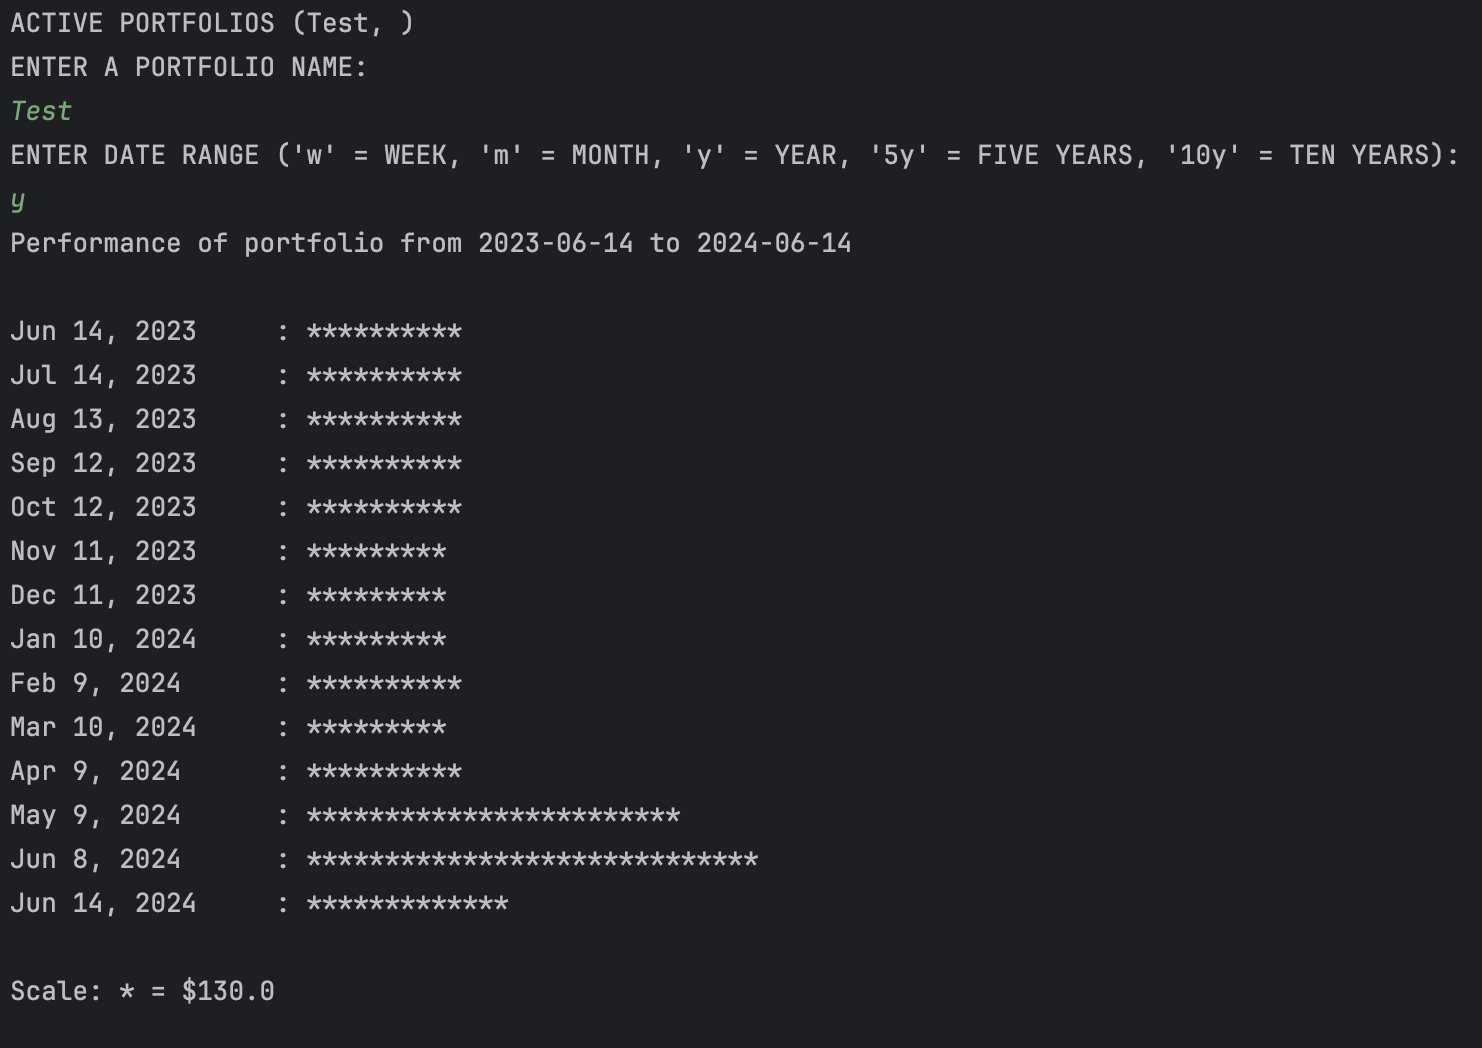 ACTIVE PORTFOLIOS (Test, )
ENTER A PORTFOLIO NAME:
Test
ENTER DATE RANGE ('w' = WEEK, 'm' = MONTH, 'y' = YEAR, '5y' = FIVE YEARS, '10y' = TEN YEARS):
y
Performance of portfolio from 2023-06-14 to 2024-06-14
Jun 14, 2023     : **********
Jul 14, 2023     : **********
Aug 13, 2023     : **********
Sep 12, 2023     : **********
Oct 12, 2023     : **********
Nov 11, 2023     : *********
Dec 11, 2023     : *********
Jan 10, 2024     : *********
Feb 9, 2024      : **********
Mar 10, 2024     : *********
Apr 9, 2024      : **********
May 9, 2024      : ************************
Jun 8, 2024      : *****************************
Jun 14, 2024     : *************
Scale: * = $130.0